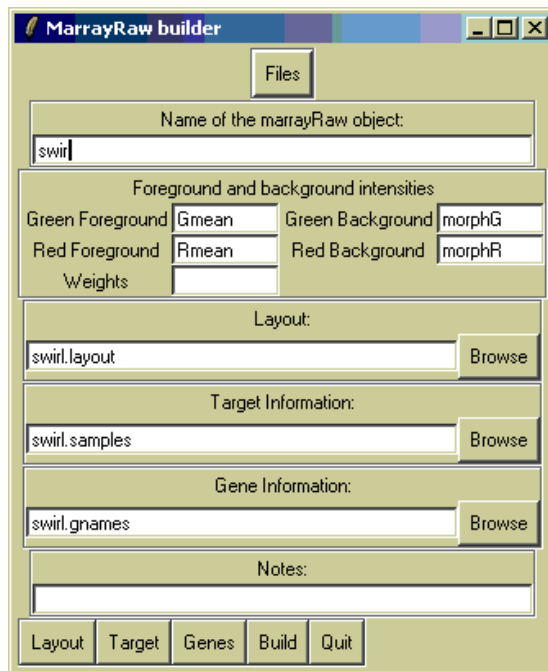 MarrayRaw builder
Files
Name of the marrayRaw object:
swir
Foreground and background intensities
Green Foreground Gmean Green Background morphG
Red Foreground Rmean Red Background morphR
Weights
Layout:
swirl.layout Browse
Target Information:
swirl.samples Browse
Gene Information:
swirl.gnames Browse
Notes:
Layout Target Genes Build Quit